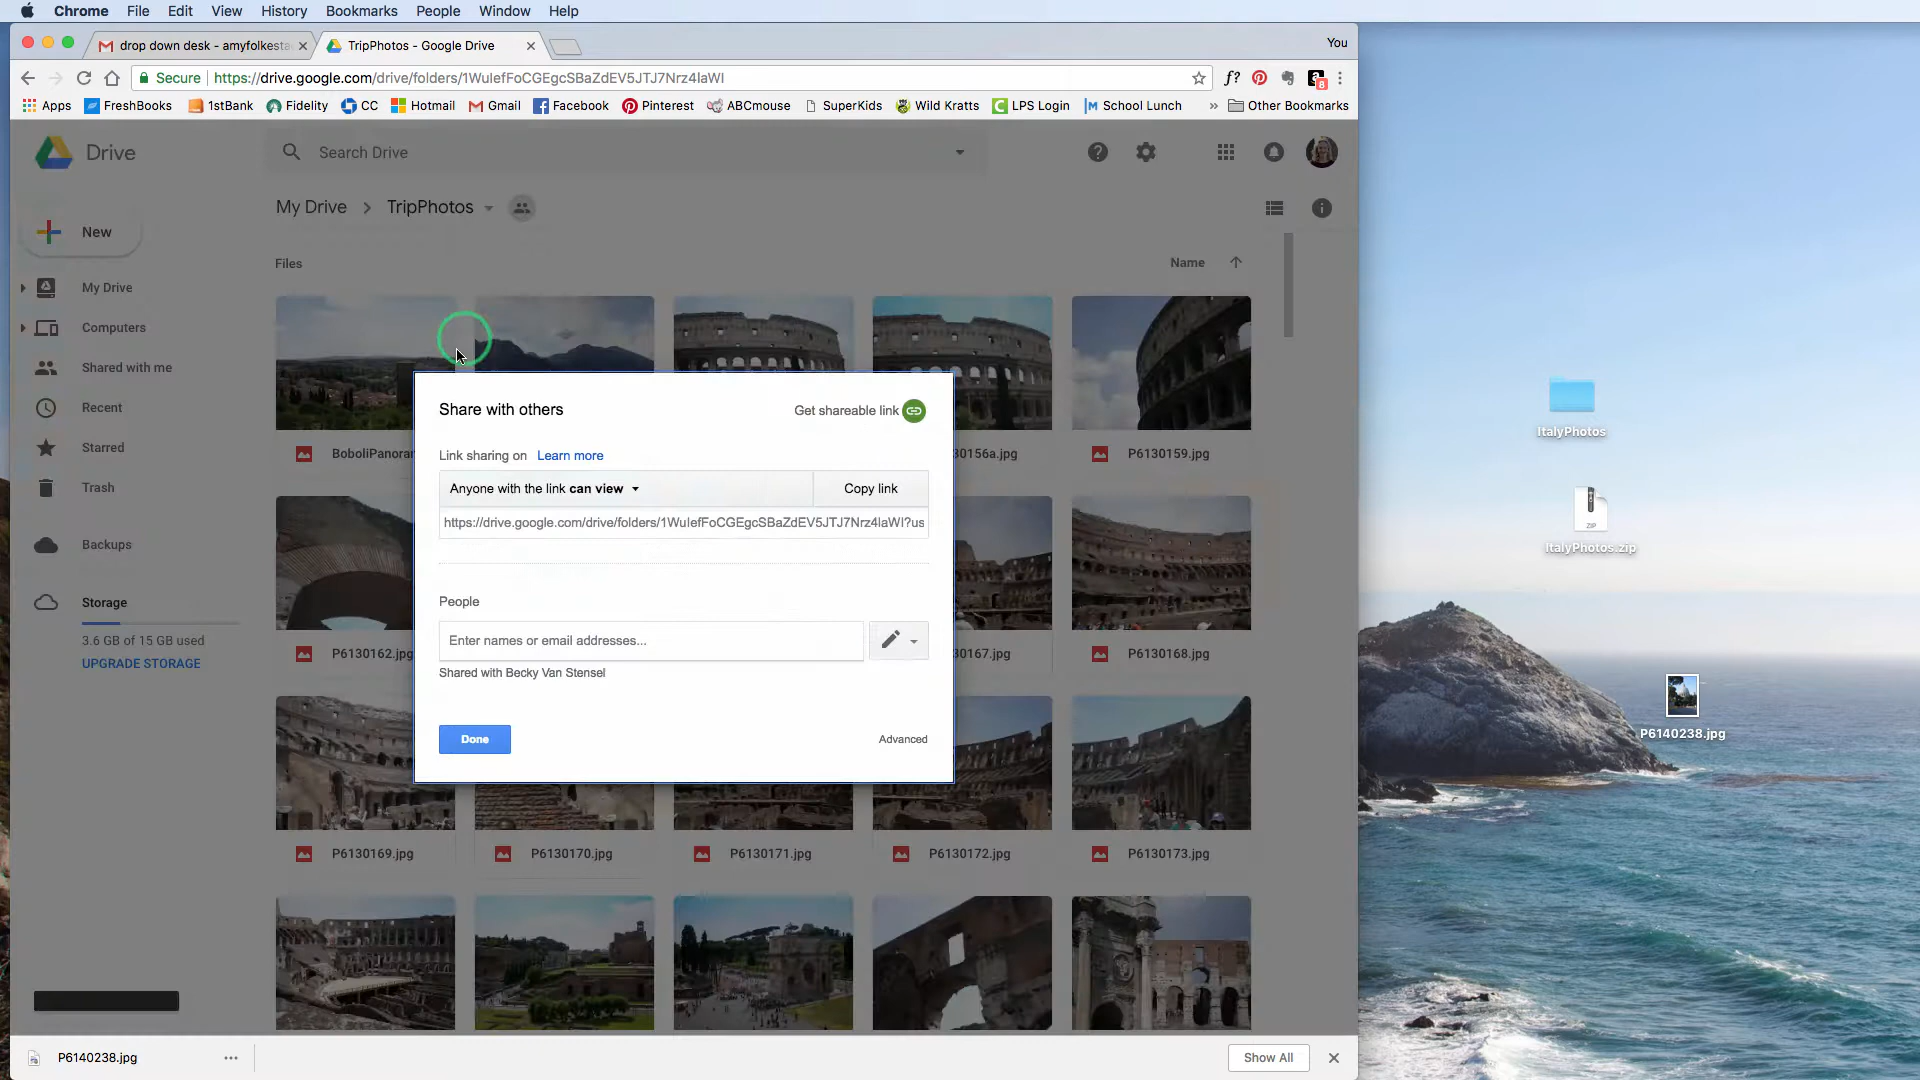 Chrome File Edit View History Bookmarks People Window Help
drop down desk - amyfolkesta
TripPhotos - Google Drive
You
Secure https://drive.google.com/drive/folders/1WulefFoCGEgcSBaZdEV5JTJ7Nrz4laWI
f?
8
Apps FreshBooks 1stBank Fidelity CC Hotmail Gmail Facebook Pinterest ABCmouse SuperKids Wild Kratts LPS Login School Lunch » Other Bookmarks
Drive
Search Drive
My Drive > TripPhotos
New
Files
Name
My Drive
Computers
Shared with me
Recent
Starred
Trash
Backups
Storage
3.6 GB of 15 GB used
UPGRADE STORAGE
Share with others
Get shareable link
Link sharing on Learn more
Anyone with the link can view
Copy link
https://drive.google.com/drive/folders/1WulefFoCGEgcSBaZdEV5JTJ7Nrz4laWI?us
People
Enter names or email addresses...
Shared with Becky Van Stensel
Done
Advanced
BoboliPanorar
30156a.jpg
P6130159.jpg
P6130162.jpg
0167.jpg
P6130168.jpg
P6130169.jpg
P6130170.jpg
P6130171.jpg
P6130172.jpg
P6130173.jpg
P6140238.jpg
Show All
ItalyPhotos
ZIP
ItalyPhotos.zip
P6140238.jpg